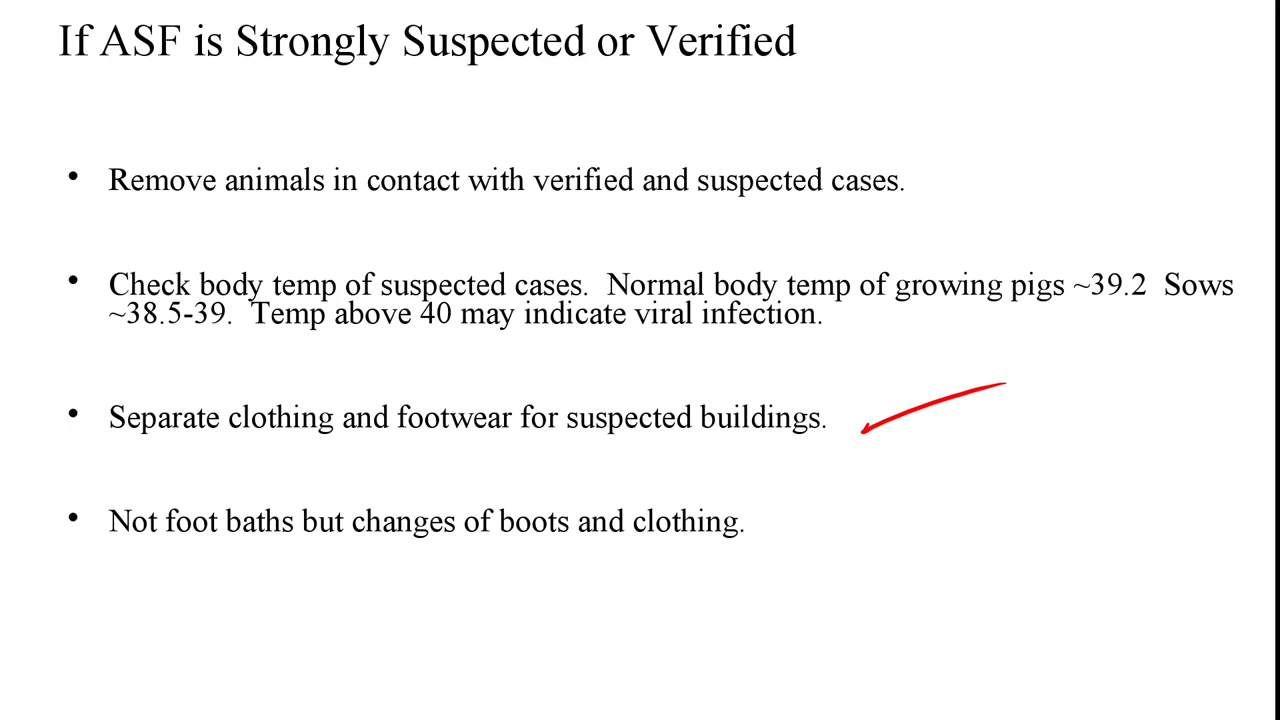 If ASF is Strongly Suspected or Verified
• Remove animals in contact with verified and suspected cases.
• Check body temp of suspected cases.  Normal body temp of growing pigs ~39.2  Sows
~38.5-39.  Temp above 40 may indicate viral infection.
• Separate clothing and footwear for suspected buildings.
• Not foot baths but changes of boots and clothing.